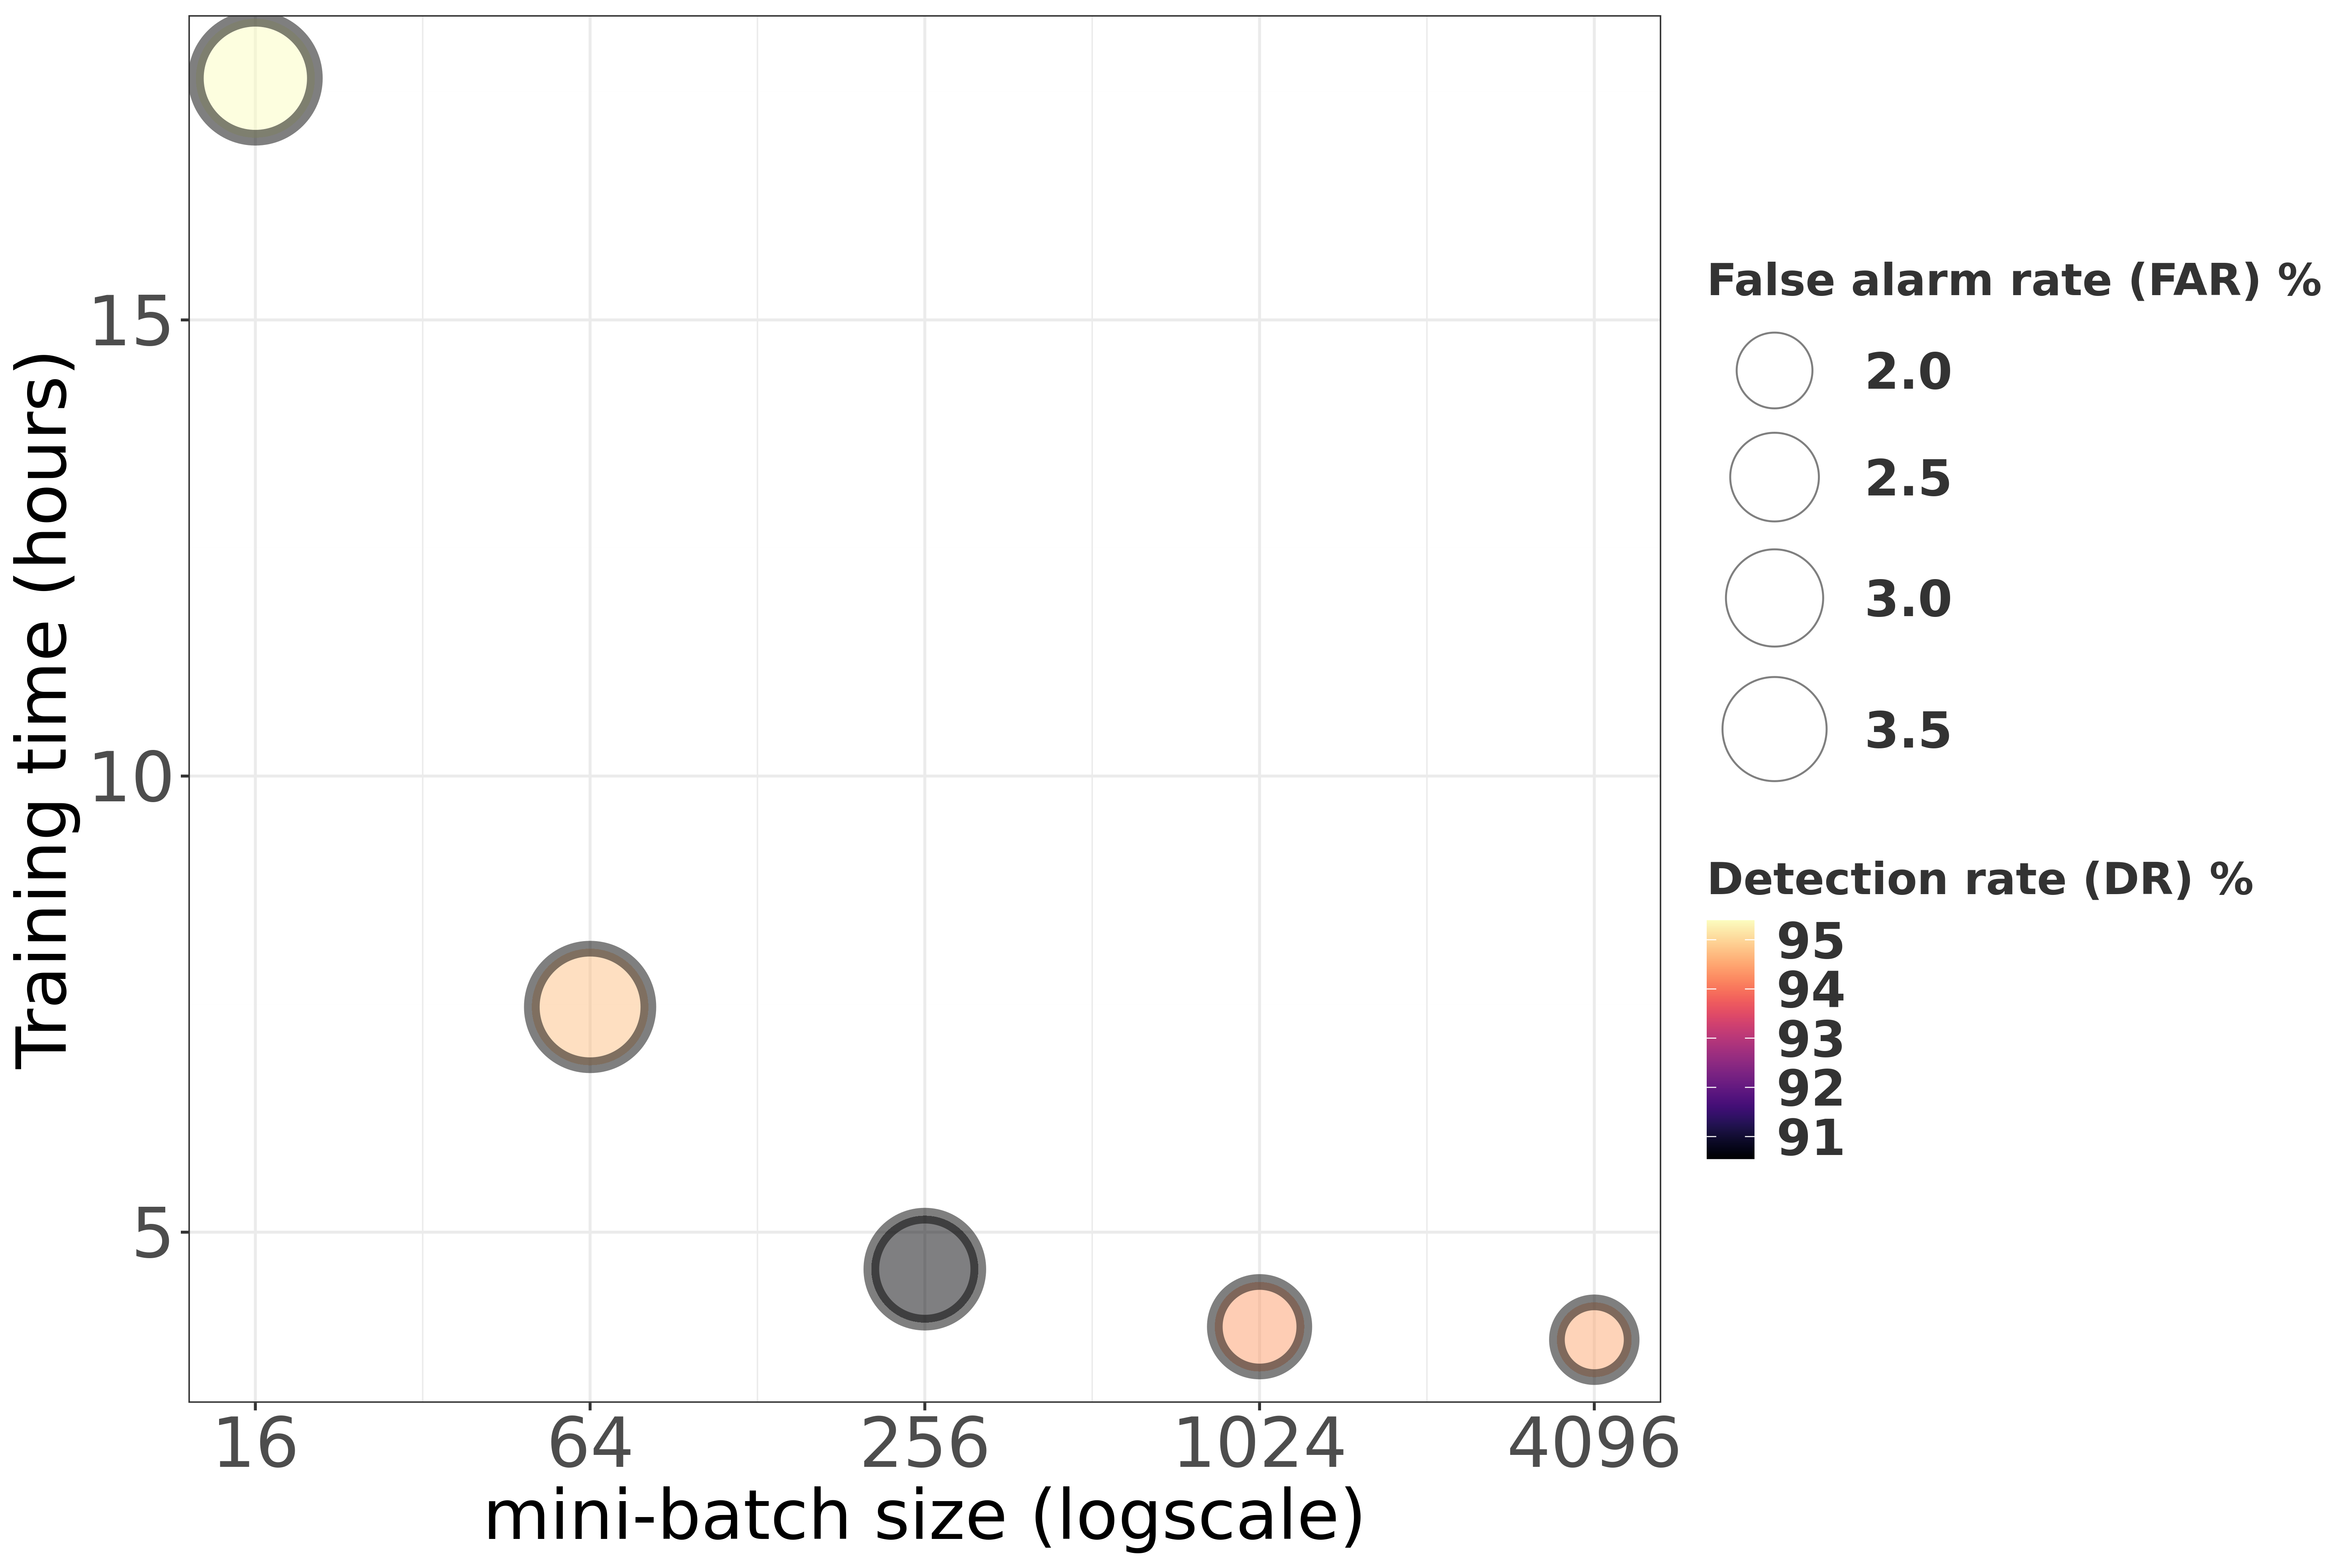 Training time (hours)
15
10
5
16 64 256 1024 4096
mini-batch size (logscale)
False alarm rate (FAR) %
2.0
2.5
3.0
3.5
Detection rate (DR) %
95
94
93
92
91